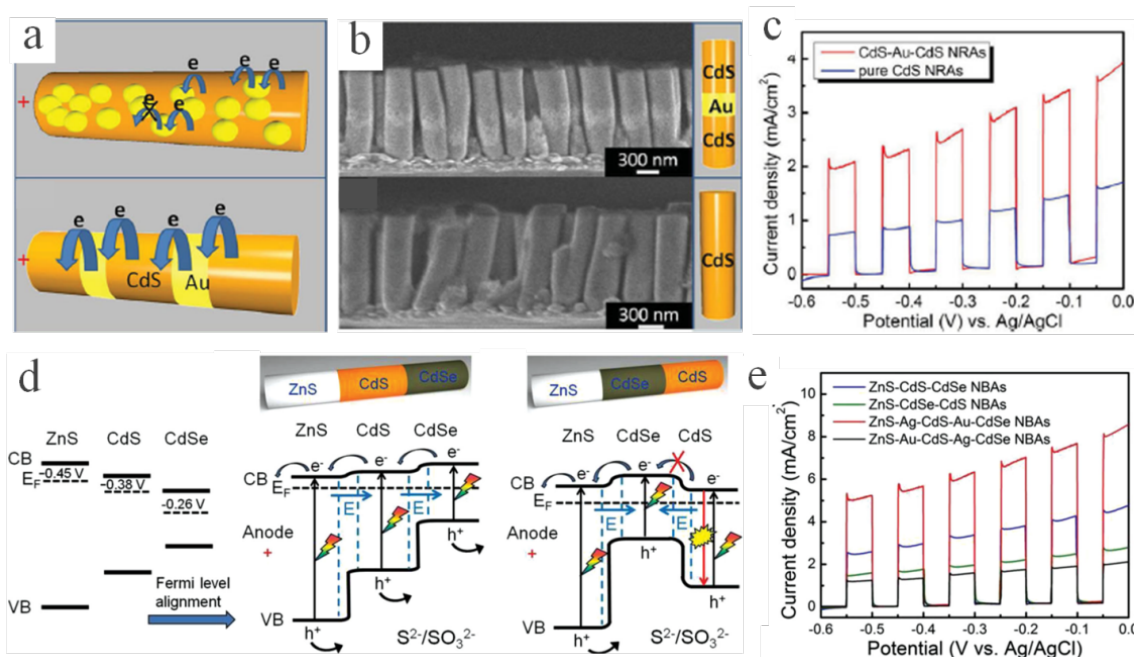 a
e
e
e
e
e
+
e
e
e
e
+
CdS
Au
b
300 nm
CdS
Au
CdS
300 nm
CdS
c
CdS-Au-CdS NRAs
pure CdS NRAs
Current density (mA/cm²)
4
3
2
1
0
-0.6 -0.5 -0.4 -0.3 -0.2 -0.1 0.0
Potential (V) vs. Ag/AgCl
d
ZnS CdS CdSe
ZnS CdSe CdS
ZnS CdS CdSe
CB
-0.45 V
E_F
-0.38 V
-0.26 V
VB
Fermi level
alignment
ZnS CdS CdSe
e⁻ e⁻ e⁻
CB
E_F
E E
Anode
+
h⁺
h⁺
VB
h⁺
S²⁻/SO₃²⁻
ZnS CdSe CdS
e⁻ e⁻ e⁻
CB
E_F
E E
Anode
+
h⁺
h⁺
VB
h⁺
S²⁻/SO₃²⁻
e
ZnS-CdS-CdSe NBAs
ZnS-CdSe-CdS NBAs
ZnS-Ag-CdS-Au-CdSe NBAs
ZnS-Au-CdS-Ag-CdSe NBAs
Current density (mA/cm²)
10
8
6
4
2
0
-0.6 -0.5 -0.4 -0.3 -0.2 -0.1 0.0
Potential (V vs. Ag/AgCl)